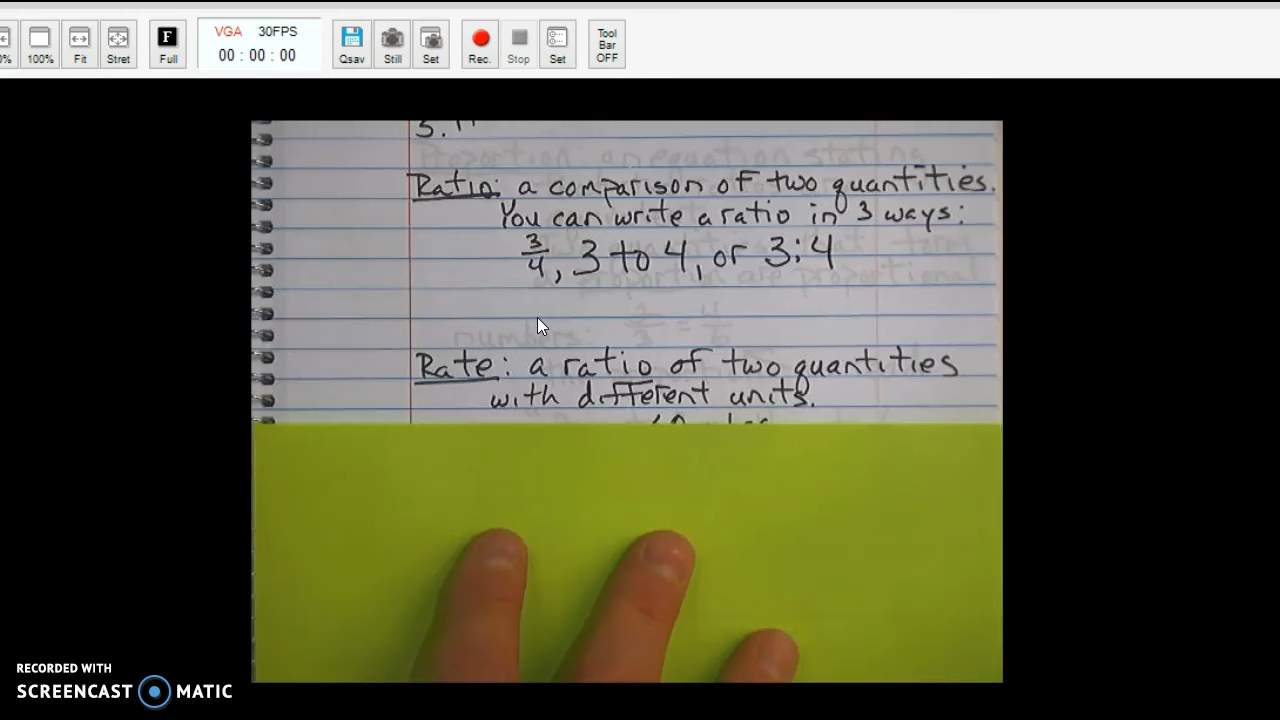 VGA 30FPS
00 : 00 : 00
100% Fit Stret Full Qsav Still Set Rec. Stop Set Tool Bar OFF
Ratio: a comparison of two quantities.
You can write a ratio in 3 ways:
3/4, 3 to 4, or 3:4
Rate: a ratio of two quantities
with different units.
RECORDED WITH
SCREENCAST MATIC